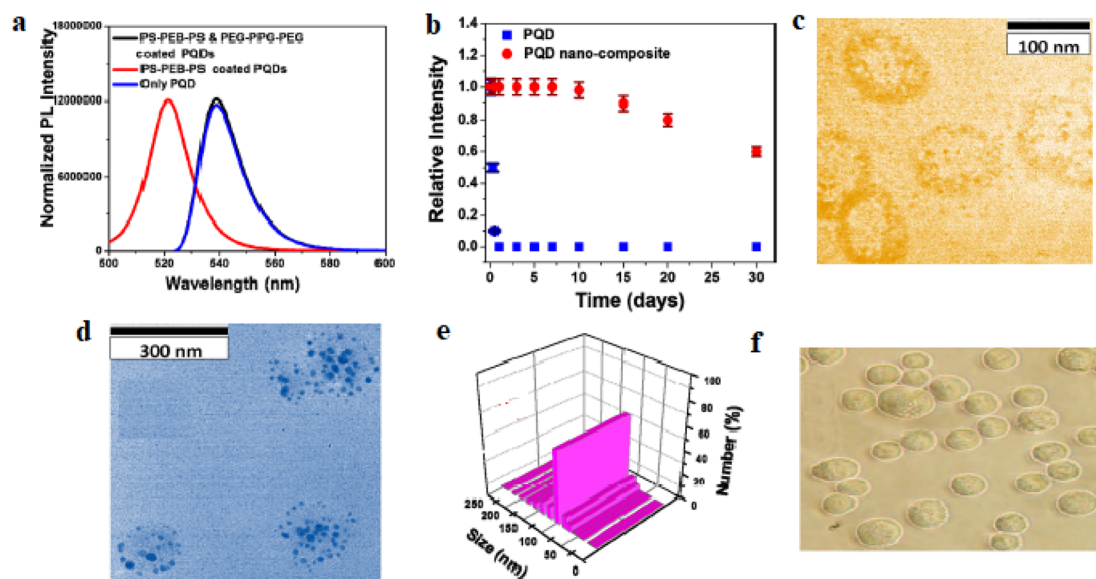 a
18000000
12000000
6000000
0
Normalized PL Intensity
PS-PEB-PS & PEG-PPG-PEG
coated PQDs
PS-PEB-PS coated PQDs
Only PQD
500 520 540 560 580 600
Wavelength (nm)
b
1.4
1.2
1.0
0.8
0.6
0.4
0.2
0.0
Relative Intensity
PQD
PQD nano-composite
0 5 10 15 20 25 30
Time (days)
c
100 nm
d
300 nm
e
100
80
60
40
20
0
Number (%)
250 200 150 100 50 0
Size (nm)
f